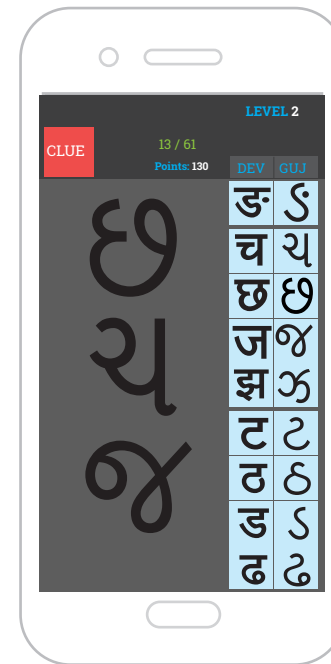 LEVEL 2
CLUE
13 / 61
Points: 130
DEV GUJ
છ
ચ
જ
ङ ઙ
च ચ
छ છ
ज જ
झ ઝ
ट ટ
ठ ઠ
ड ડ
ढ ઢ